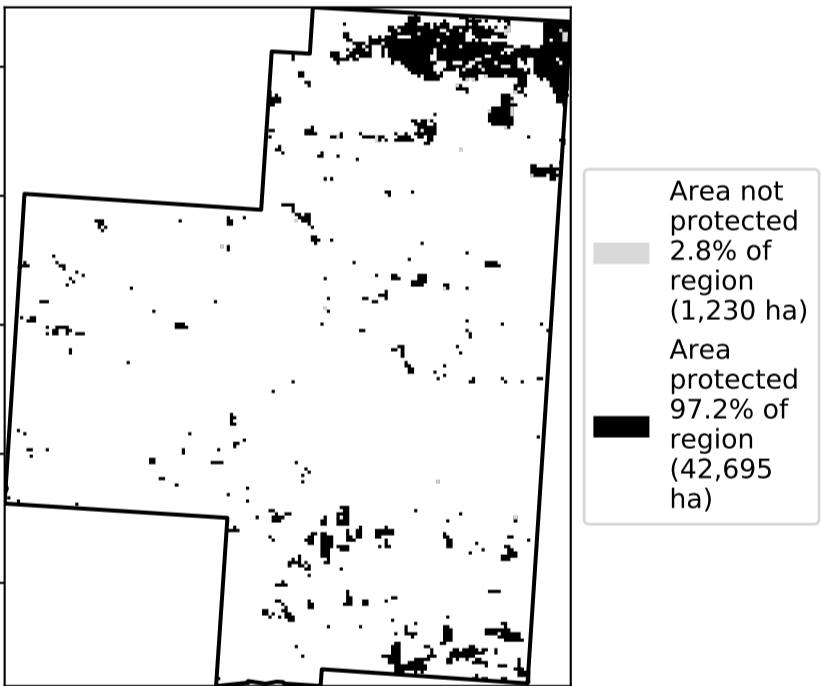 Area not
protected
2.8% of
region
(1,230 ha)
Area
protected
97.2% of
region
(42,695
ha)